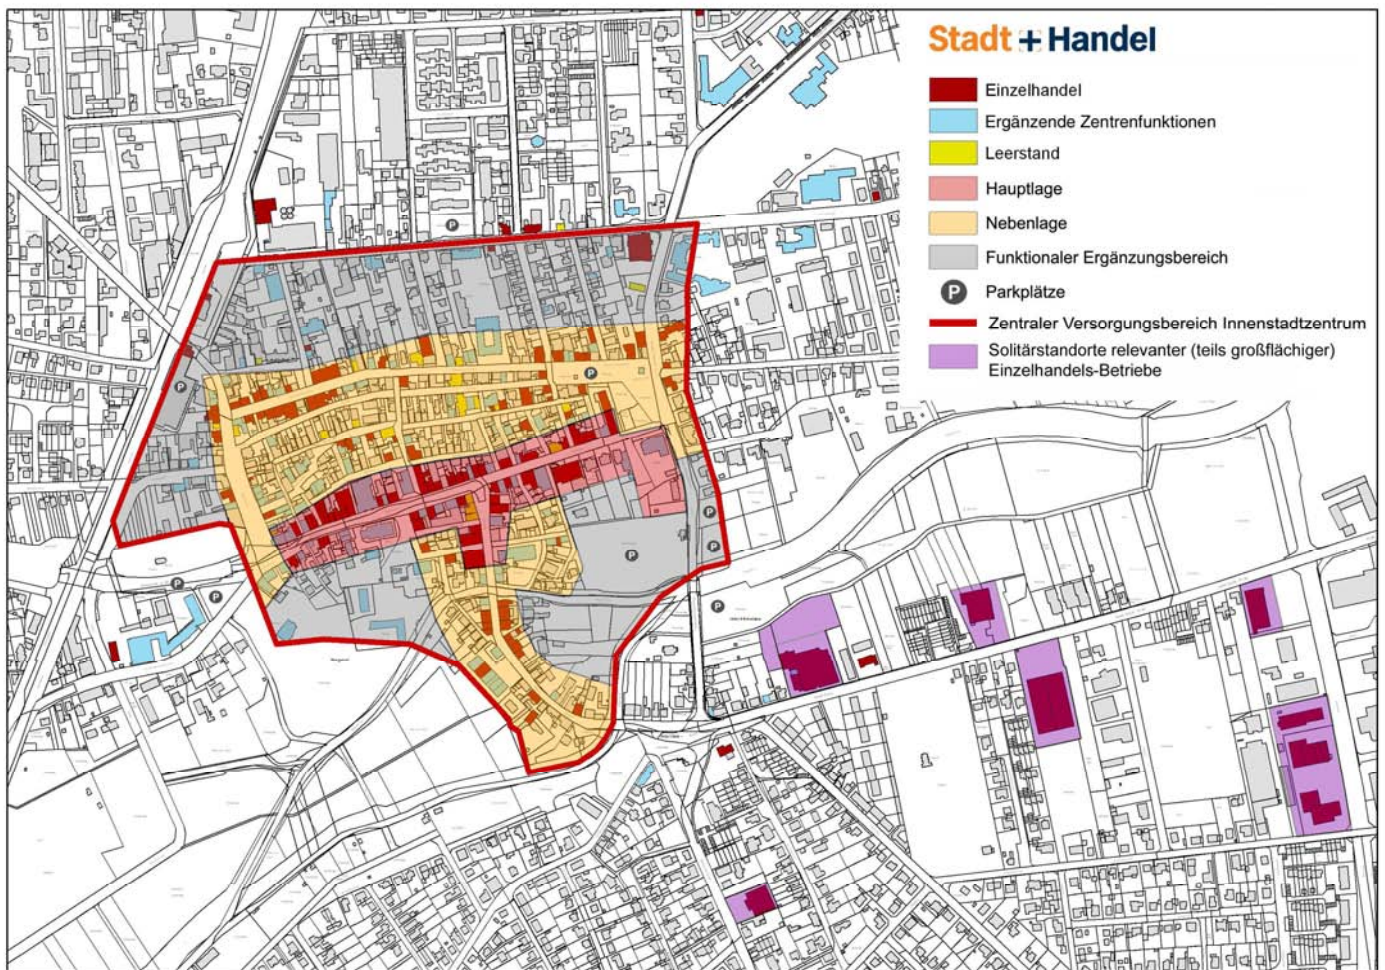 Stadt + Handel
Einzelhandel
Ergänzende Zentrenfunktionen
Leerstand
Hauptlage
Nebenlage
Funktionaler Ergänzungsbereich
P Parkplätze
Zentraler Versorgungsbereich Innenstadtzentrum
Solitärstandorte relevanter (teils großflächiger)
Einzelhandels-Betriebe
P
P
P
P
P
P
P
P
P